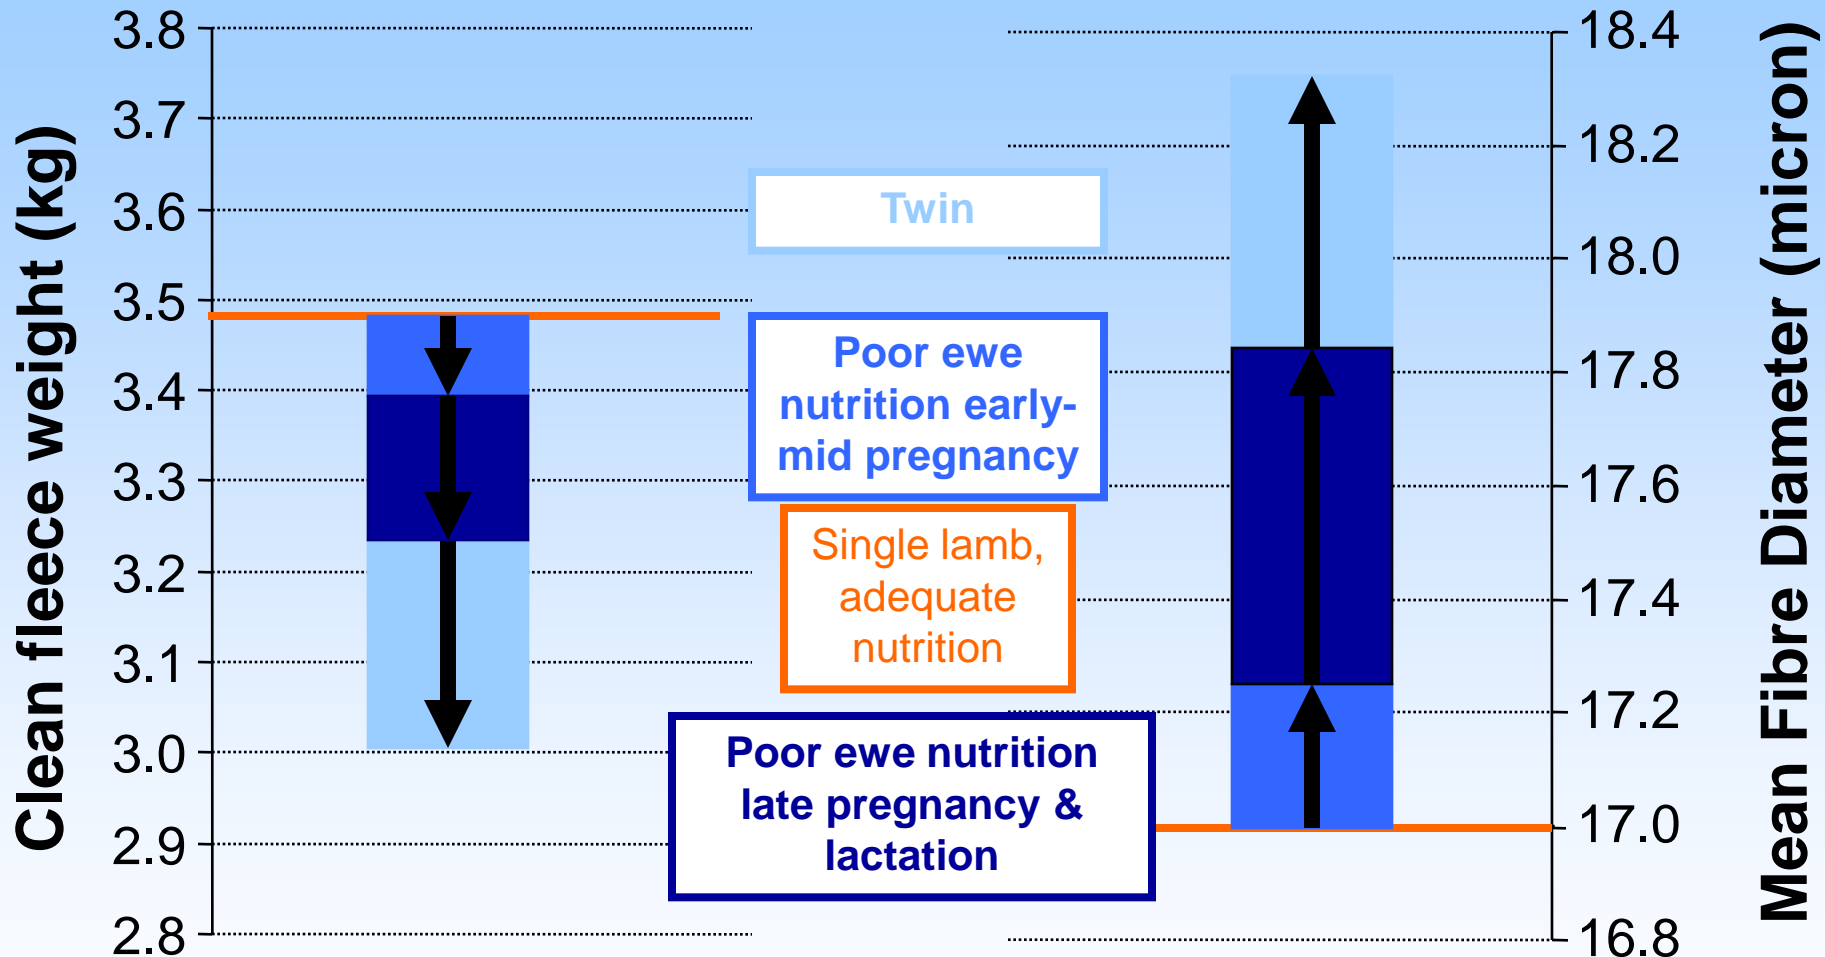 Clean fleece weight (kg)
3.8
3.7
3.6
3.5
3.4
3.3
3.2
3.1
3.0
2.9
2.8
Twin
Poor ewe
nutrition early-
mid pregnancy
Single lamb,
adequate
nutrition
Poor ewe nutrition
late pregnancy &
lactation
18.4
18.2
18.0
17.8
17.6
17.4
17.2
17.0
16.8
Mean Fibre Diameter (micron)